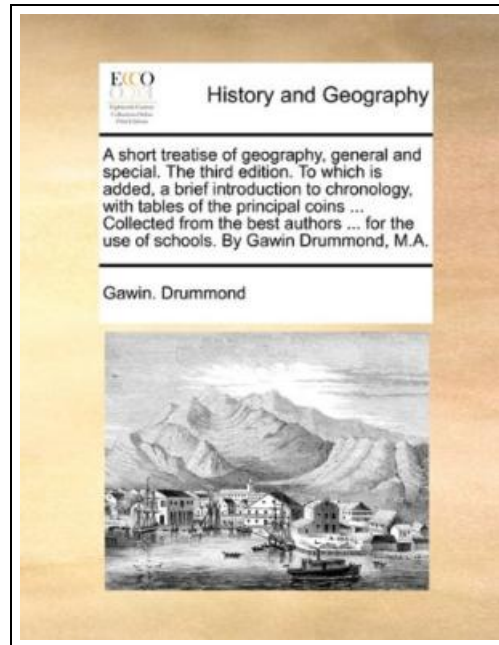 ECCO
History and Geography
A short treatise of geography, general and
special. The third edition. To which is
added, a brief introduction to chronology,
with tables of the principal coins ...
Collected from the best authors ... for the
use of schools. By Gawin Drummond, M.A.
Gawin. Drummond